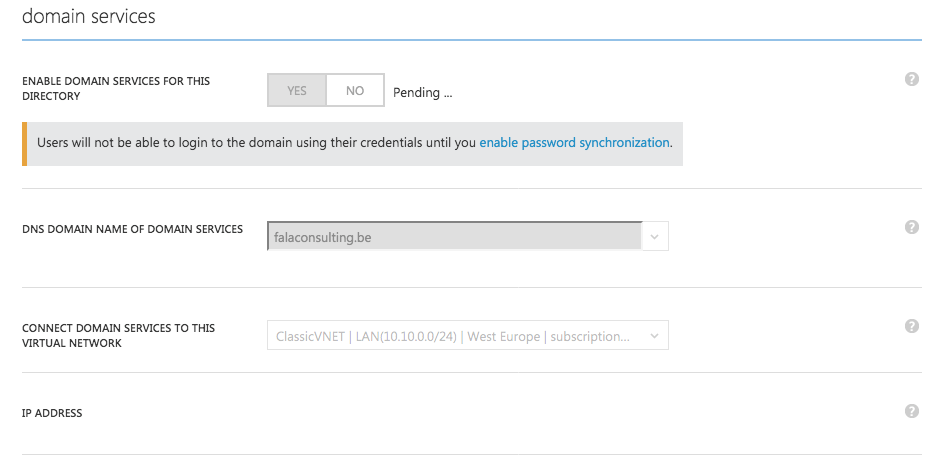 domain services
ENABLE DOMAIN SERVICES FOR THIS
DIRECTORY
YES NO Pending ...
?
Users will not be able to login to the domain using their credentials until you enable password synchronization.
DNS DOMAIN NAME OF DOMAIN SERVICES
falaconsulting.be
?
CONNECT DOMAIN SERVICES TO THIS
VIRTUAL NETWORK
ClassicVNET | LAN(10.10.0.0/24) | West Europe | subscription...
?
IP ADDRESS
?